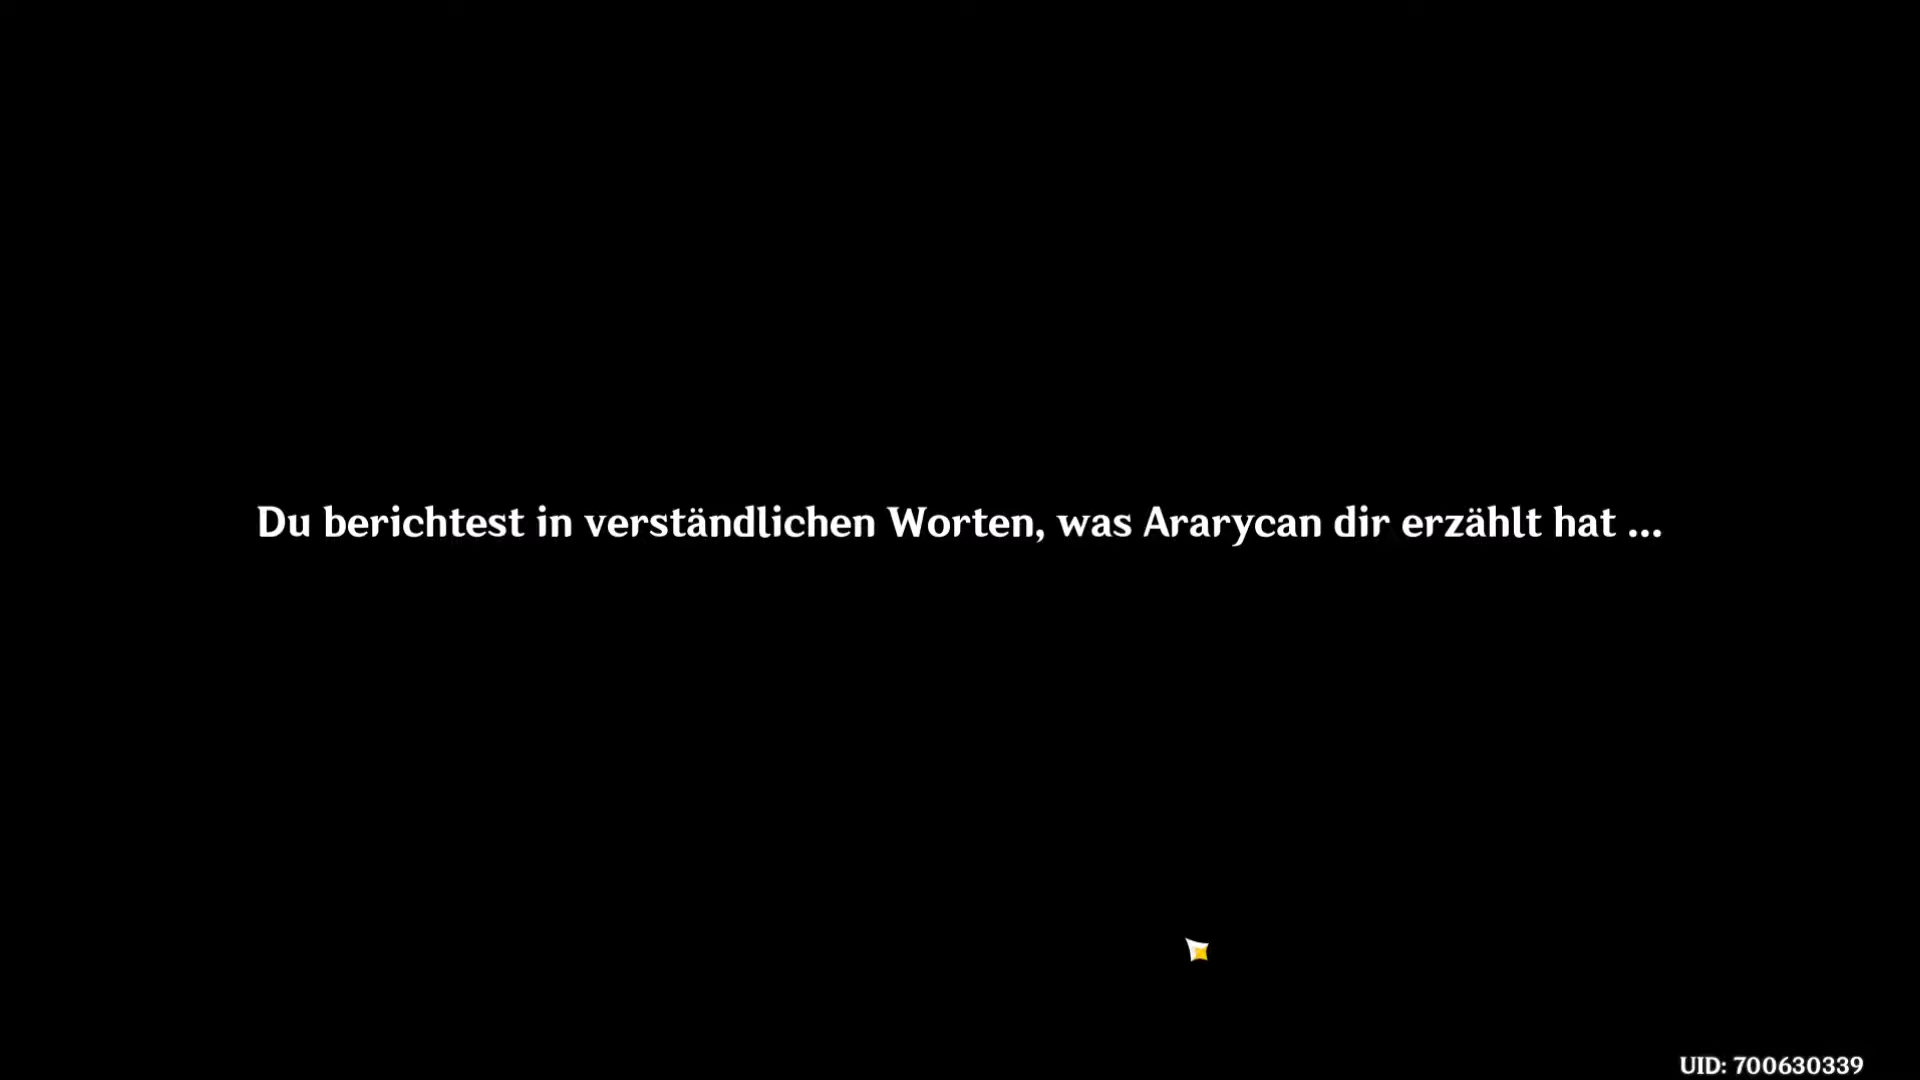 Du berichtest in verständlichen Worten, was Ararycan dir erzählt hat ...
UID: 700630339